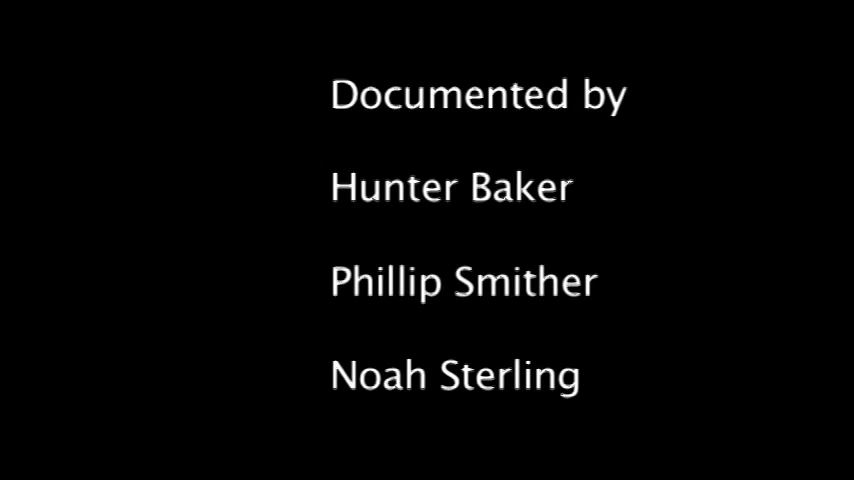 Documented by
Hunter Baker
Phillip Smither
Noah Sterling